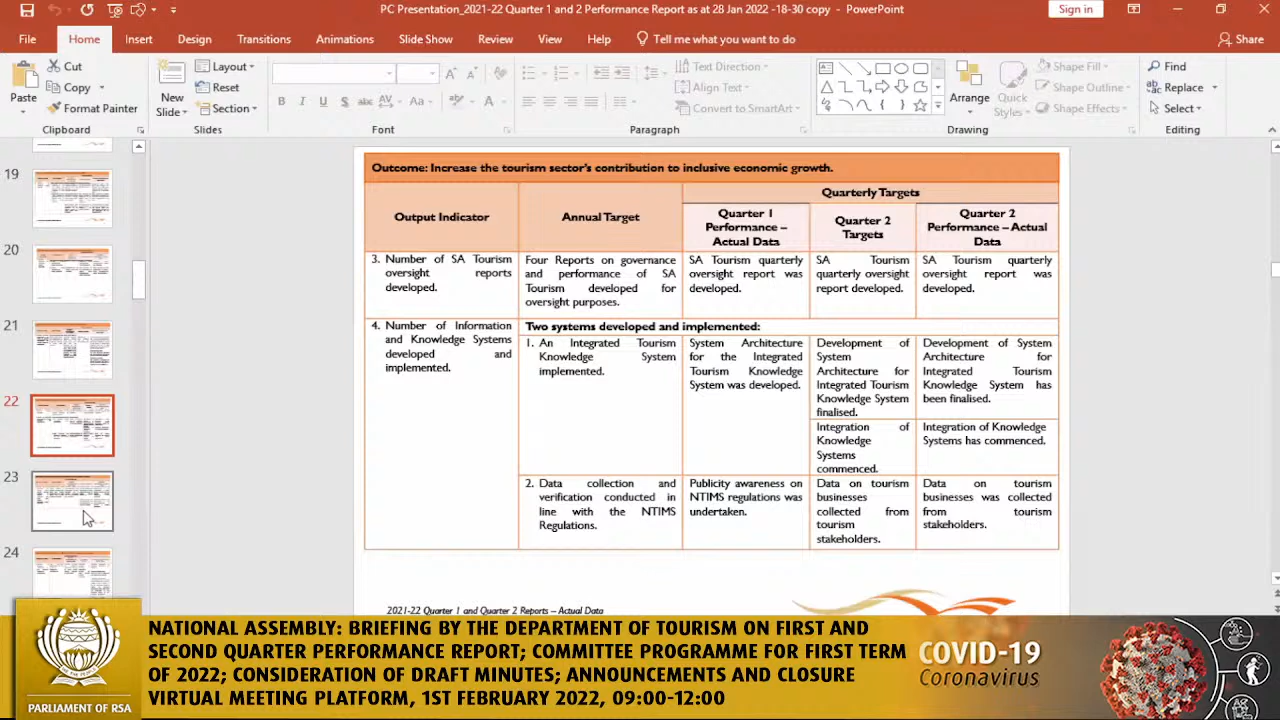 PC Presentation_2021-22 Quarter 1 and 2 Performance Report as at 28 Jan 2022 -18-30 copy - PowerPoint
Sign in
File Home Insert Design Transitions Animations Slide Show Review View Help Tell me what you want to do Share
Paste
Cut
Copy
Format Painter
Clipboard
New
Slide
Layout
Reset
Section
Slides
B I U S abc AV Aa A
Font
Text Direction
Align Text
Convert to SmartArt
Paragraph
Arrange
Quick
Styles
Shape Fill
Shape Outline
Shape Effects
Drawing
Find
Replace
Select
Editing
19
20
21
22
23
24
Outcome: Increase the tourism sector's contribution to inclusive economic growth.
Output Indicator
Annual Target
Quarterly Targets
Quarter 1
Performance –
Actual Data
Quarter 2
Targets
Quarter 2
Performance – Actual
Data
3. Number of SA Tourism
oversight reports
developed.
Four Reports on governance
and performance of SA
Tourism developed for
oversight purposes.
SA Tourism quarterly
oversight report was
developed.
SA Tourism
quarterly oversight
report developed.
SA Tourism quarterly
oversight report was
developed.
4. Number of Information
and Knowledge Systems
developed and
implemented.
Two systems developed and implemented:
1. An Integrated Tourism
Knowledge System
implemented.
System Architecture
for the Integrated
Tourism Knowledge
System was developed.
Development of
System
Architecture for
Integrated Tourism
Knowledge System
finalised.
Development of System
Architecture for
Integrated Tourism
Knowledge System has
been finalised.
Integration of
Knowledge
Systems
commenced.
Integration of Knowledge
Systems has commenced.
2. Data collection and
verification conducted in
line with the NTIMS
Regulations.
Publicity awareness on
NTIMS regulations was
undertaken.
Data on tourism
businesses
collected from
tourism
stakeholders.
Data on tourism
businesses was collected
from tourism
stakeholders.
2021-22 Quarter 1 and Quarter 2 Reports – Actual Data
PARLIAMENT OF RSA
NATIONAL ASSEMBLY: BRIEFING BY THE DEPARTMENT OF TOURISM ON FIRST AND
SECOND QUARTER PERFORMANCE REPORT; COMMITTEE PROGRAMME FOR FIRST TERM
OF 2022; CONSIDERATION OF DRAFT MINUTES; ANNOUNCEMENTS AND CLOSURE
VIRTUAL MEETING PLATFORM, 1ST FEBRUARY 2022, 09:00-12:00
COVID-19
Coronavirus